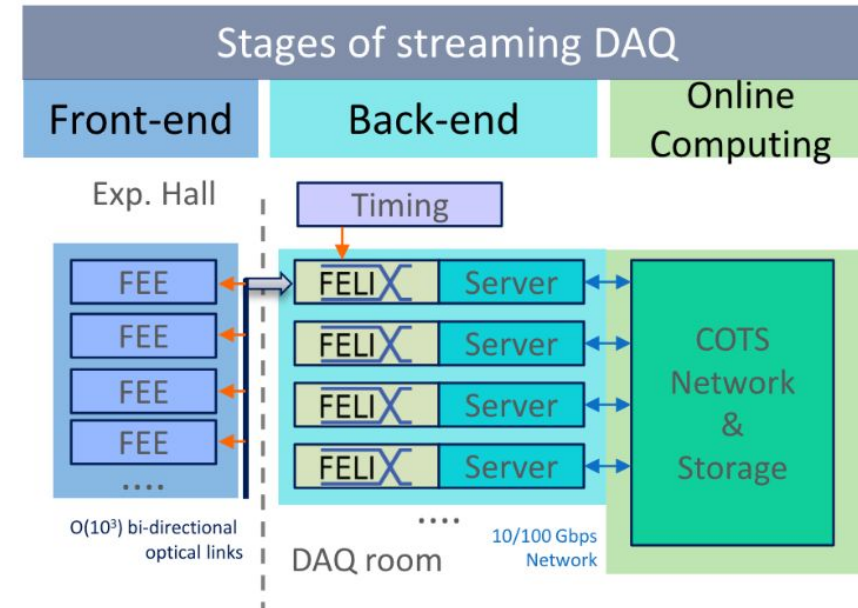 Stages of streaming DAQ
Front-end
Back-end
Online
Computing
Exp. Hall
Timing
FEE
FELIX
Server
FEE
FELIX
Server
FEE
FELIX
Server
FEE
FELIX
Server
COTS
Network
&
Storage
....
....
O(10³) bi-directional
optical links
DAQ room
10/100 Gbps
Network